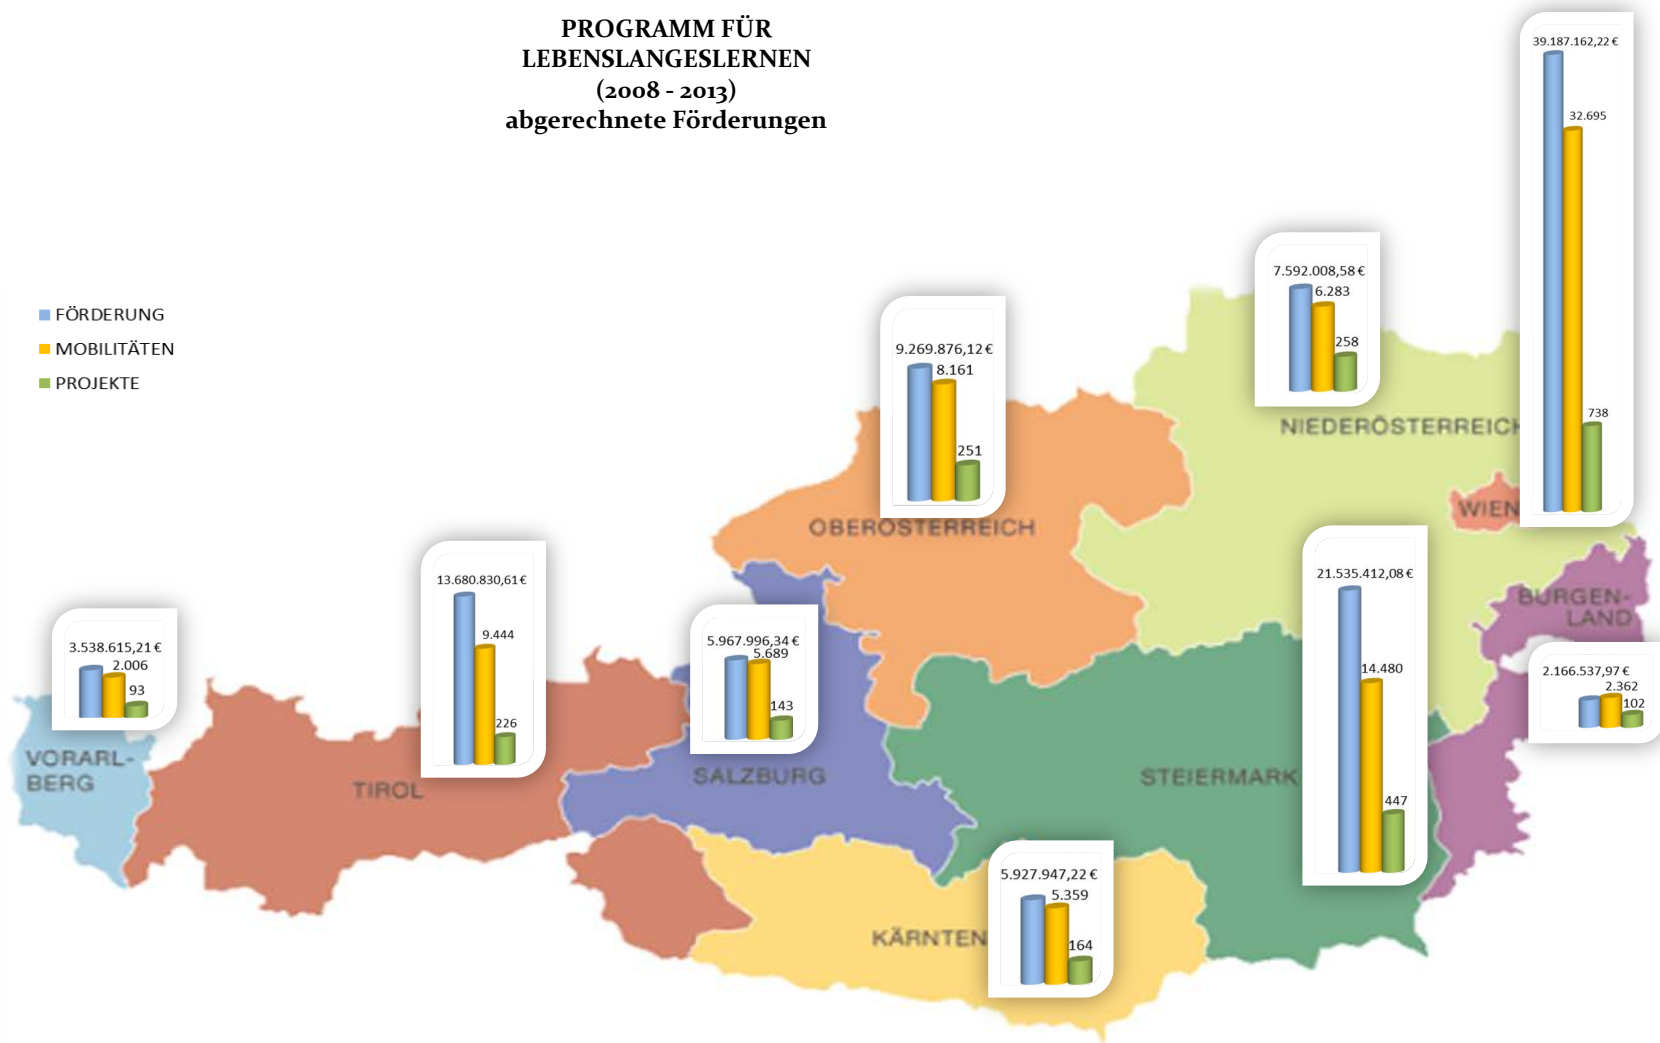 PROGRAMM FÜR
LEBENSLANGESLERNEN
(2008 - 2013)
abgerechnete Förderungen
FÖRDERUNG
MOBILITÄTEN
PROJEKTE
39.187.162,22 €
32.695
738
7.592.008,58 €
6.283
258
NIEDERÖSTERREICH
WIEN
9.269.876,12 €
8.161
251
OBERÖSTERREICH
13.680.830,61 €
9.444
226
TIROL
21.535.412,08 €
14.480
447
STEIERMARK
BURGEN-
LAND
2.166.537,97 €
2.362
102
3.538.615,21 €
2.006
93
VORARL-
BERG
5.967.996,34 €
5.689
143
SALZBURG
5.927.947,22 €
5.359
164
KÄRNTEN